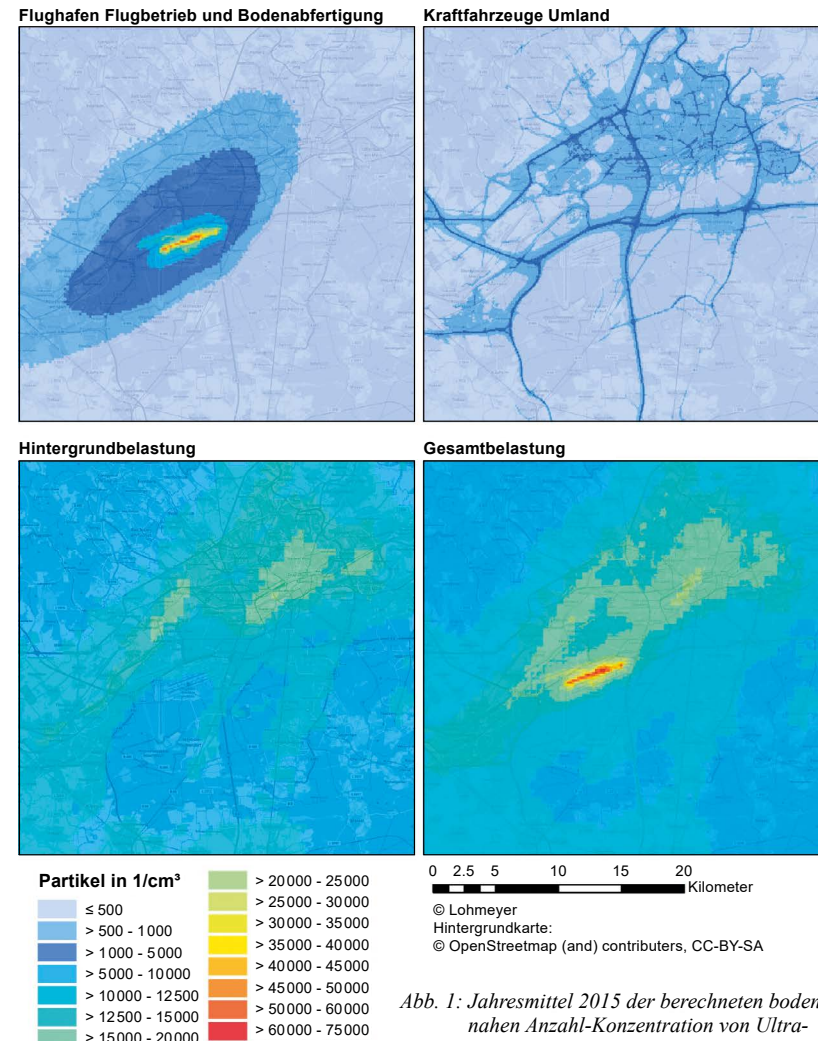 Flughafen Flugbetrieb und Bodenabfertigung
Kraftfahrzeuge Umland
Hintergrundbelastung
Gesamtbelastung
Partikel in 1/cm³
≤ 500
> 500 - 1000
> 1000 - 5000
> 5000 - 10000
> 10000 - 12500
> 12500 - 15000
> 15000 - 20000
> 20000 - 25000
> 25000 - 30000
> 30000 - 35000
> 35000 - 40000
> 40000 - 45000
> 45000 - 50000
> 50000 - 60000
> 60000 - 75000
0 2.5 5 10 15 20
Kilometer
© Lohmeyer
Hintergrundkarte:
© OpenStreetmap (and) contributers, CC-BY-SA
Abb. 1: Jahresmittel 2015 der berechneten boden
nahen Anzahl-Konzentration von Ultra-